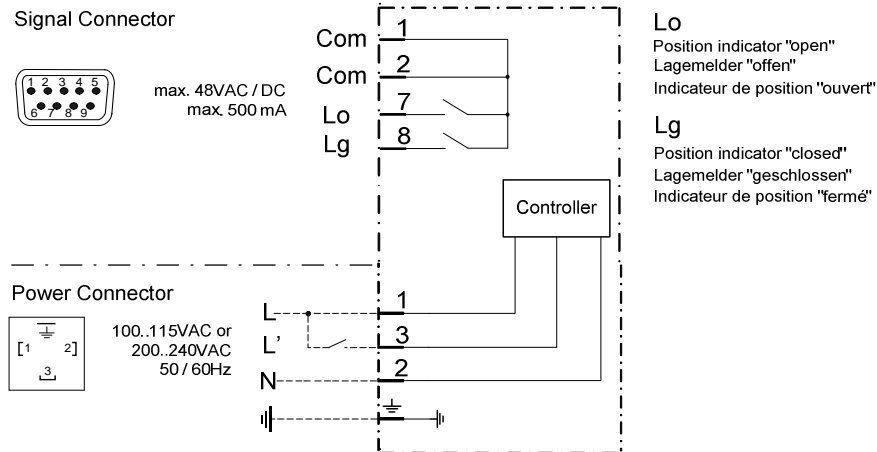 Signal Connector
1 2 3 4 5
6 7 8 9
max. 48VAC / DC
max. 500 mA
Com 1
Com 2
Lo 7
Lg 8
Lo
Position indicator "open"
Lagemelder "offen"
Indicateur de position "ouvert"
Lg
Position indicator "closed"
Lagemelder "geschlossen"
Indicateur de position "fermé"
Controller
Power Connector
1 2
3
100..115VAC or
200..240VAC
50 / 60Hz
L 1
L' 3
N 2